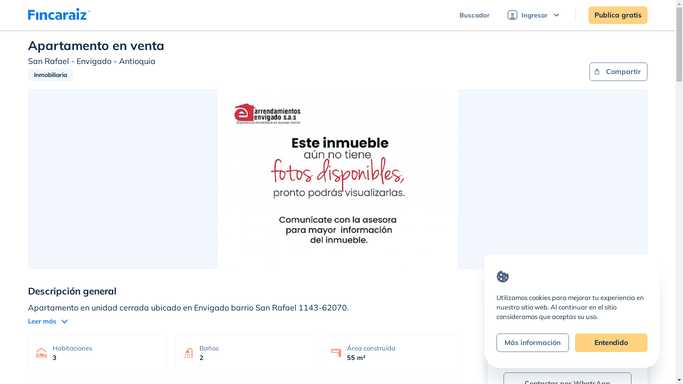 Fincaraiz
Buscador
Ingresar
Publica gratis
Apartamento en venta
San Rafael - Envigado - Antioquia
Inmobiliaria
Compartir
arrendamientos
envigado s.a.s
Este inmueble
aún no tiene
fotos disponibles,
pronto podrás visualizarlas.
Comunícate con la asesora
para mayor información
del inmueble.
Descripción general
Apartamento en unidad cerrada ubicado en Envigado barrio San Rafael 1143-62070.
Leer más
Habitaciones
3
Baños
2
Área construida
55 m²
Utilizamos cookies para mejorar tu experiencia en
nuestro sitio web. Al continuar en el sitio
consideramos que aceptas su uso.
Más información
Entendido
Contactar por WhatsApp